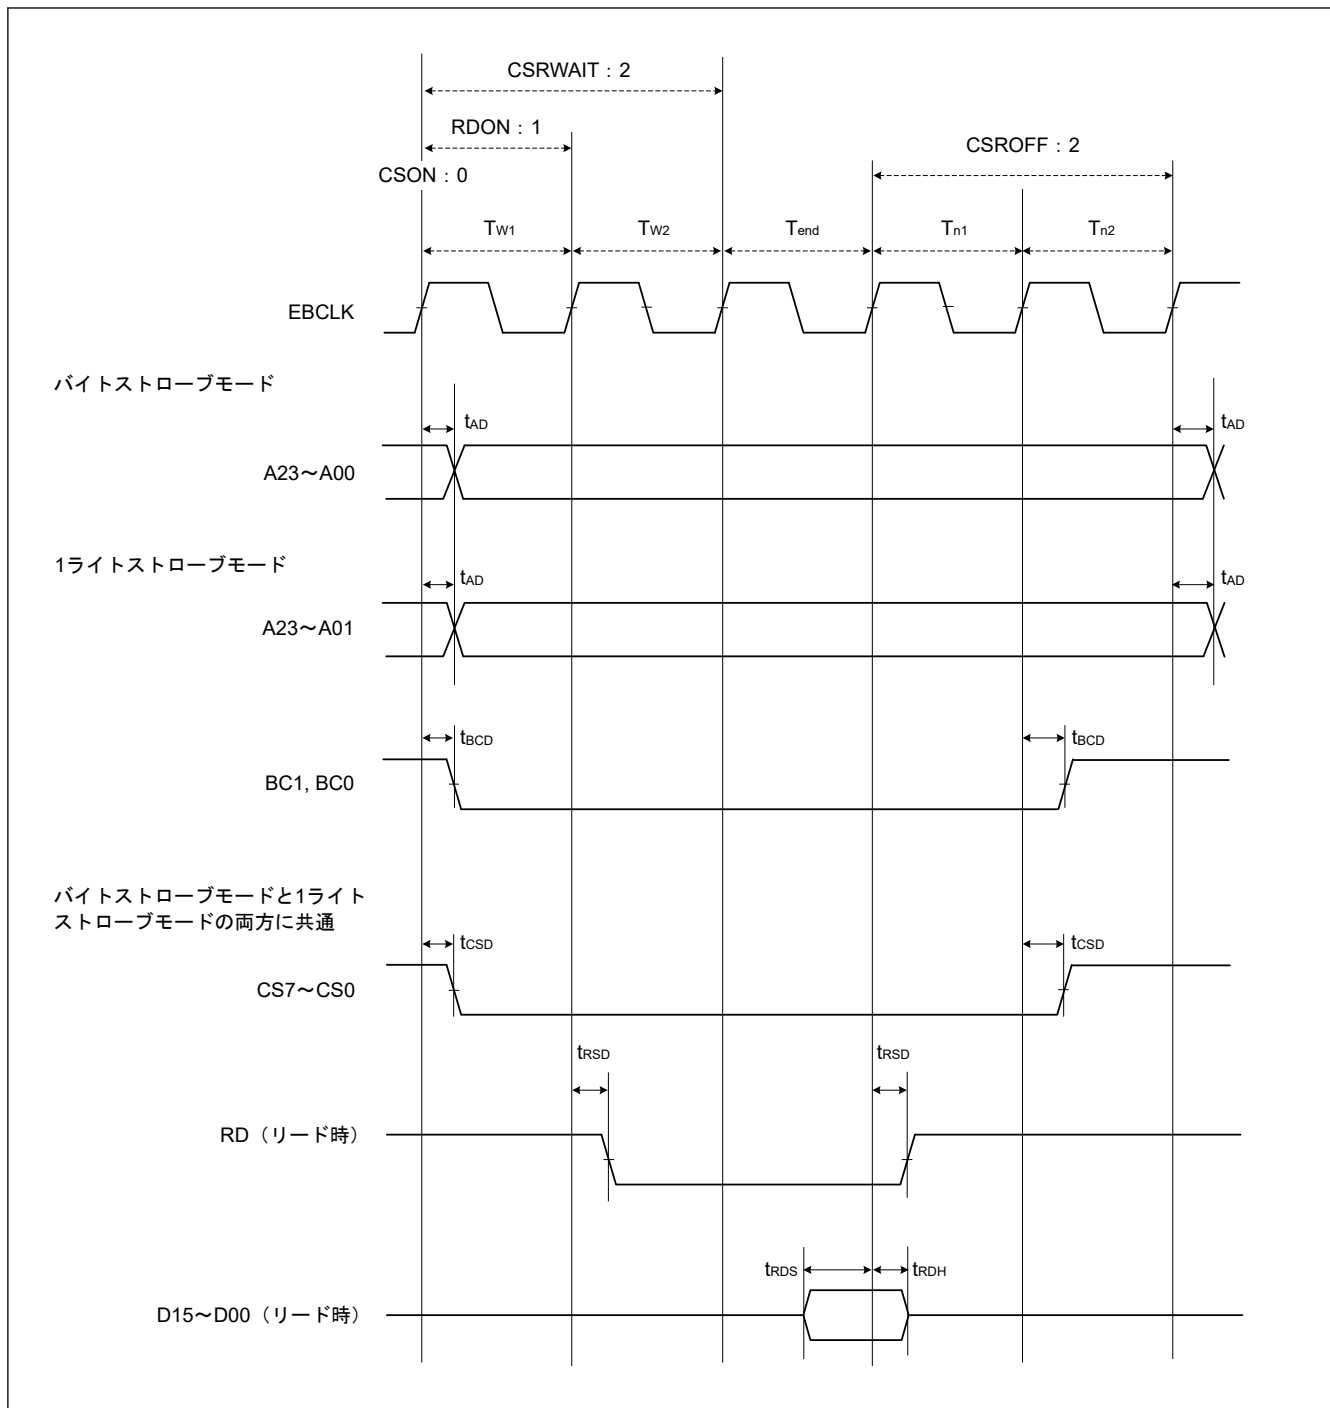 CSRWAIT：2
RDON：1
CSROFF：2
CSON：0
TW1
TW2
Tend
Tn1
Tn2
EBCLK
バイトストローブモード
tAD
tAD
A23～A00
1ライトストローブモード
tAD
tAD
A23～A01
tBCD
tBCD
BC1, BC0
バイトストローブモードと1ライト
ストローブモードの両方に共通
tCSD
tCSD
CS7～CS0
tRSD
tRSD
RD（リード時）
tRDS
tRDH
D15～D00（リード時）